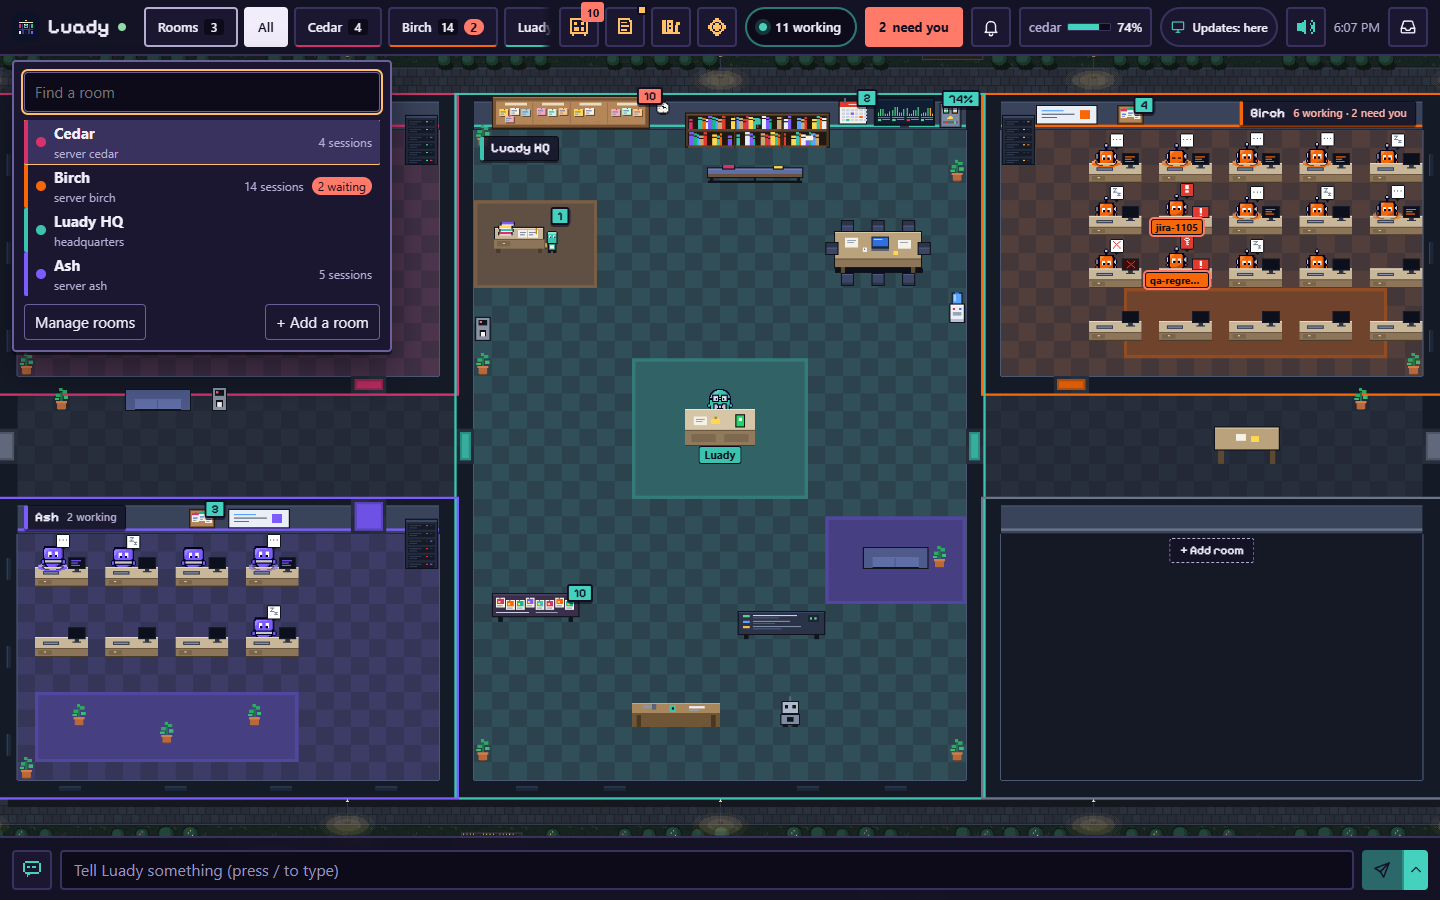 Luady
Rooms 3
All
Cedar 4
Birch 14 2
Luad
10
11 working
2 need you
cedar 74%
Updates: here
6:07 PM
Find a room
Cedar
server cedar
4 sessions
Birch
server birch
14 sessions
2 waiting
Luady HQ
headquarters
Ash
server ash
5 sessions
Manage rooms
+ Add a room
10
2
74%
Luady HQ
1
Luady
10
4
Birch 6 working · 2 need you
jira-1105
qa-regre...
Ash 2 working
3
+ Add room
Tell Luady something (press / to type)